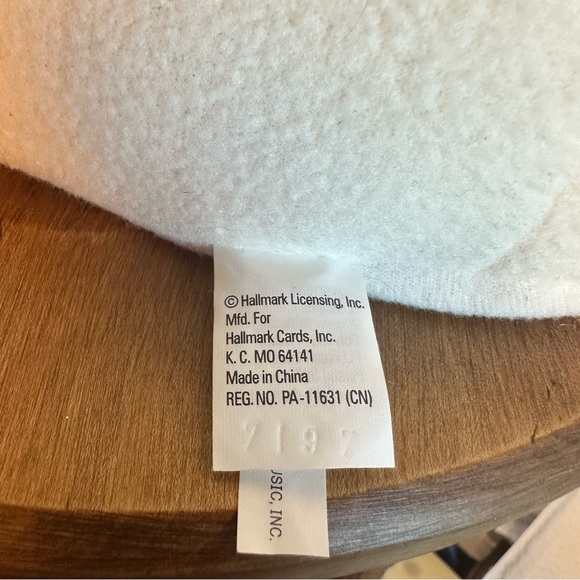 © Hallmark Licensing, Inc.
Mfd. For
Hallmark Cards, Inc.
K. C. MO 64141
Made in China
REG. NO. PA-11631 (CN)
7197
INC.